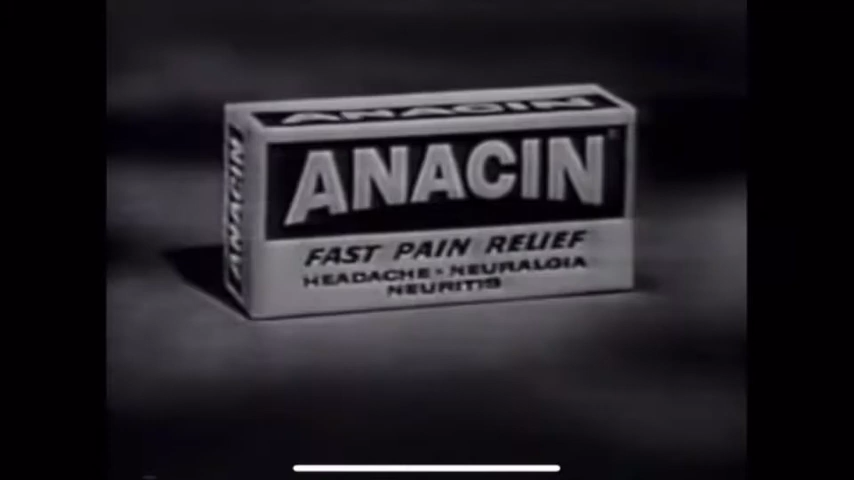 ANACIN
ANACIN
ANACIN®
FAST PAIN RELIEF
HEADACHE • NEURALGIA
NEURITIS